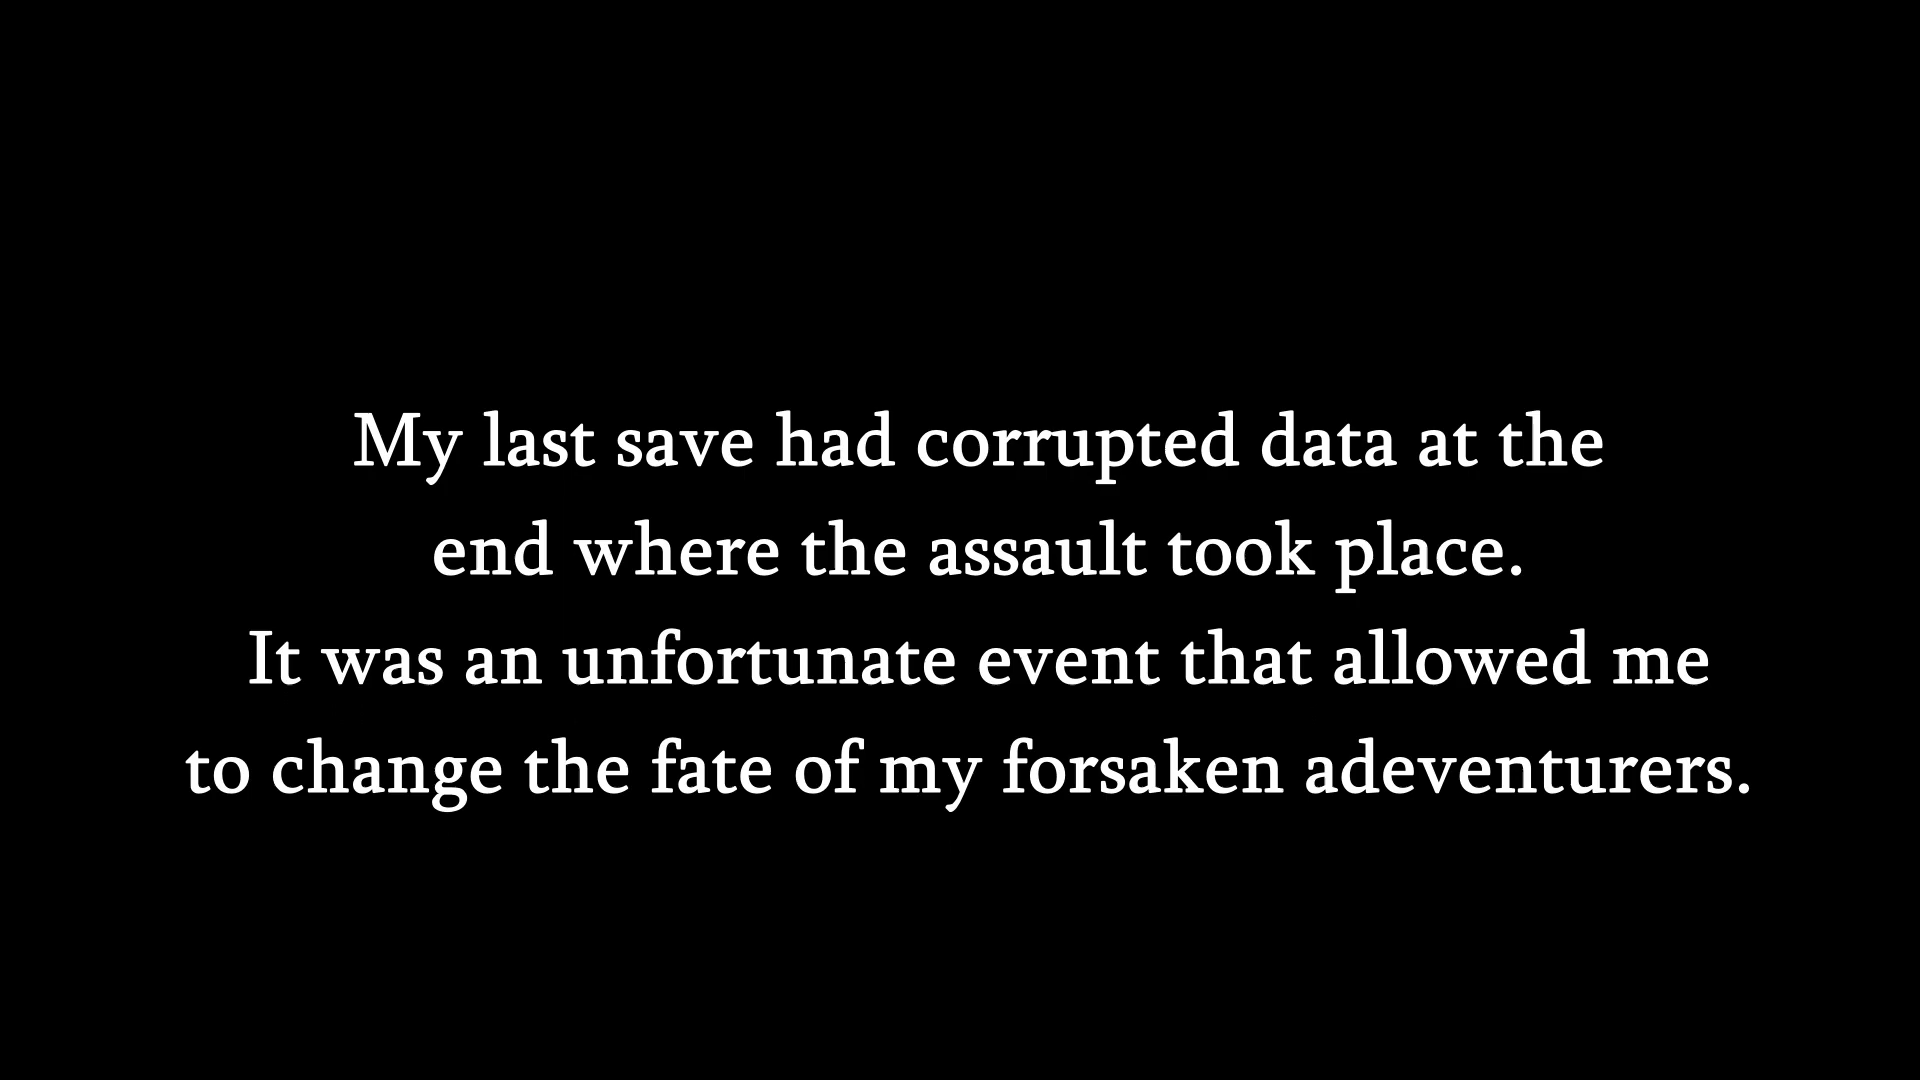 My last save had corrupted data at the
end where the assault took place.
It was an unfortunate event that allowed me
to change the fate of my forsaken adeventurers.